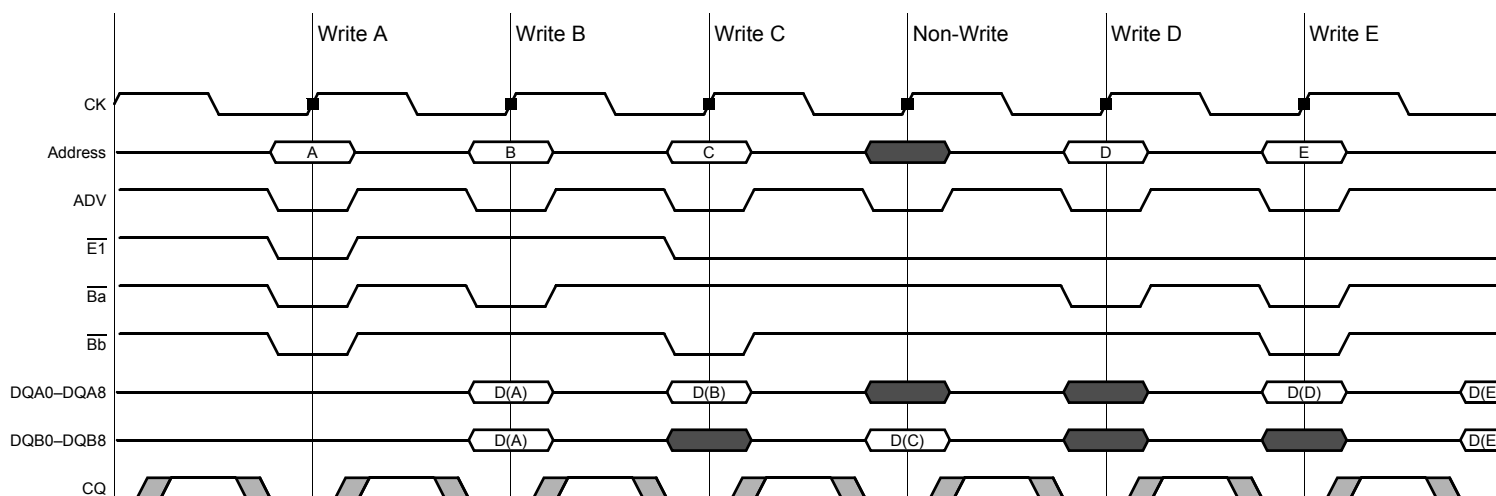 Write A Write B Write C Non-Write Write D Write E
CK
Address A B C D E
ADV
E1
Ba
Bb
DQA0–DQA8 D(A) D(B) D(D) D(E
DQB0–DQB8 D(A) D(C) D(E
CQ